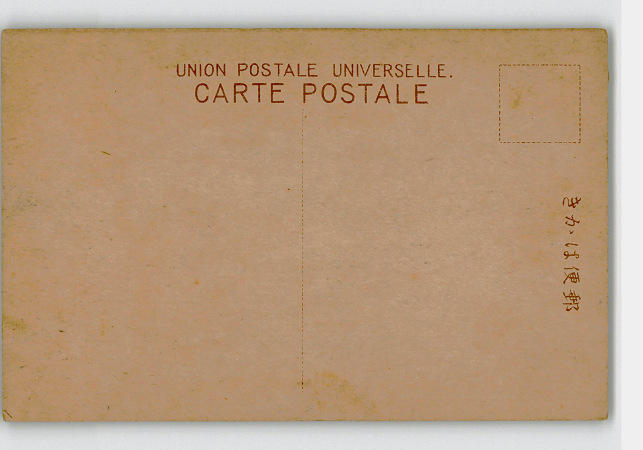 UNION POSTALE UNIVERSELLE.
CARTE POSTALE
郵便はがき